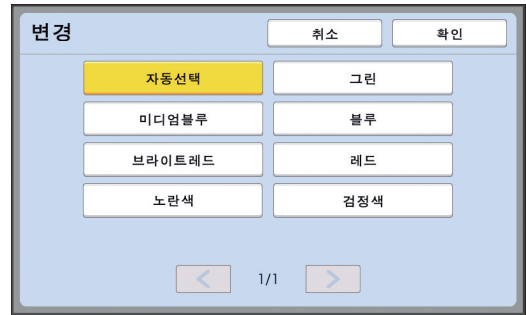 변경 취소 확인
자동선택 그린
미디엄블루 블루
브라이트레드 레드
노란색 검정색
1/1